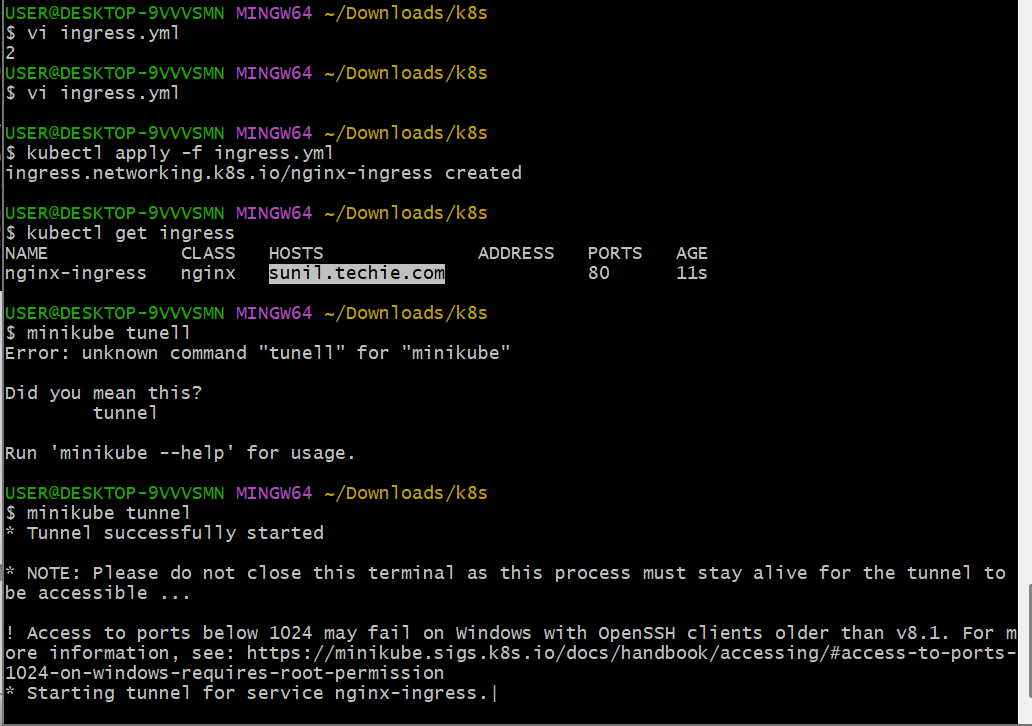 USER@DESKTOP-9VVVSMN MINGW64 ~/Downloads/k8s
$ vi ingress.yml
2
USER@DESKTOP-9VVVSMN MINGW64 ~/Downloads/k8s
$ vi ingress.yml
USER@DESKTOP-9VVVSMN MINGW64 ~/Downloads/k8s
$ kubectl apply -f ingress.yml
ingress.networking.k8s.io/nginx-ingress created
USER@DESKTOP-9VVVSMN MINGW64 ~/Downloads/k8s
$ kubectl get ingress
NAME CLASS HOSTS ADDRESS PORTS AGE
nginx-ingress nginx sunil.techie.com 80 11s
USER@DESKTOP-9VVVSMN MINGW64 ~/Downloads/k8s
$ minikube tunell
Error: unknown command "tunell" for "minikube"
Did you mean this?
tunnel
Run 'minikube --help' for usage.
USER@DESKTOP-9VVVSMN MINGW64 ~/Downloads/k8s
$ minikube tunnel
* Tunnel successfully started
* NOTE: Please do not close this terminal as this process must stay alive for the tunnel to
be accessible ...
! Access to ports below 1024 may fail on Windows with OpenSSH clients older than v8.1. For m
ore information, see: https://minikube.sigs.k8s.io/docs/handbook/accessing/#access-to-ports-
1024-on-windows-requires-root-permission
* Starting tunnel for service nginx-ingress.|